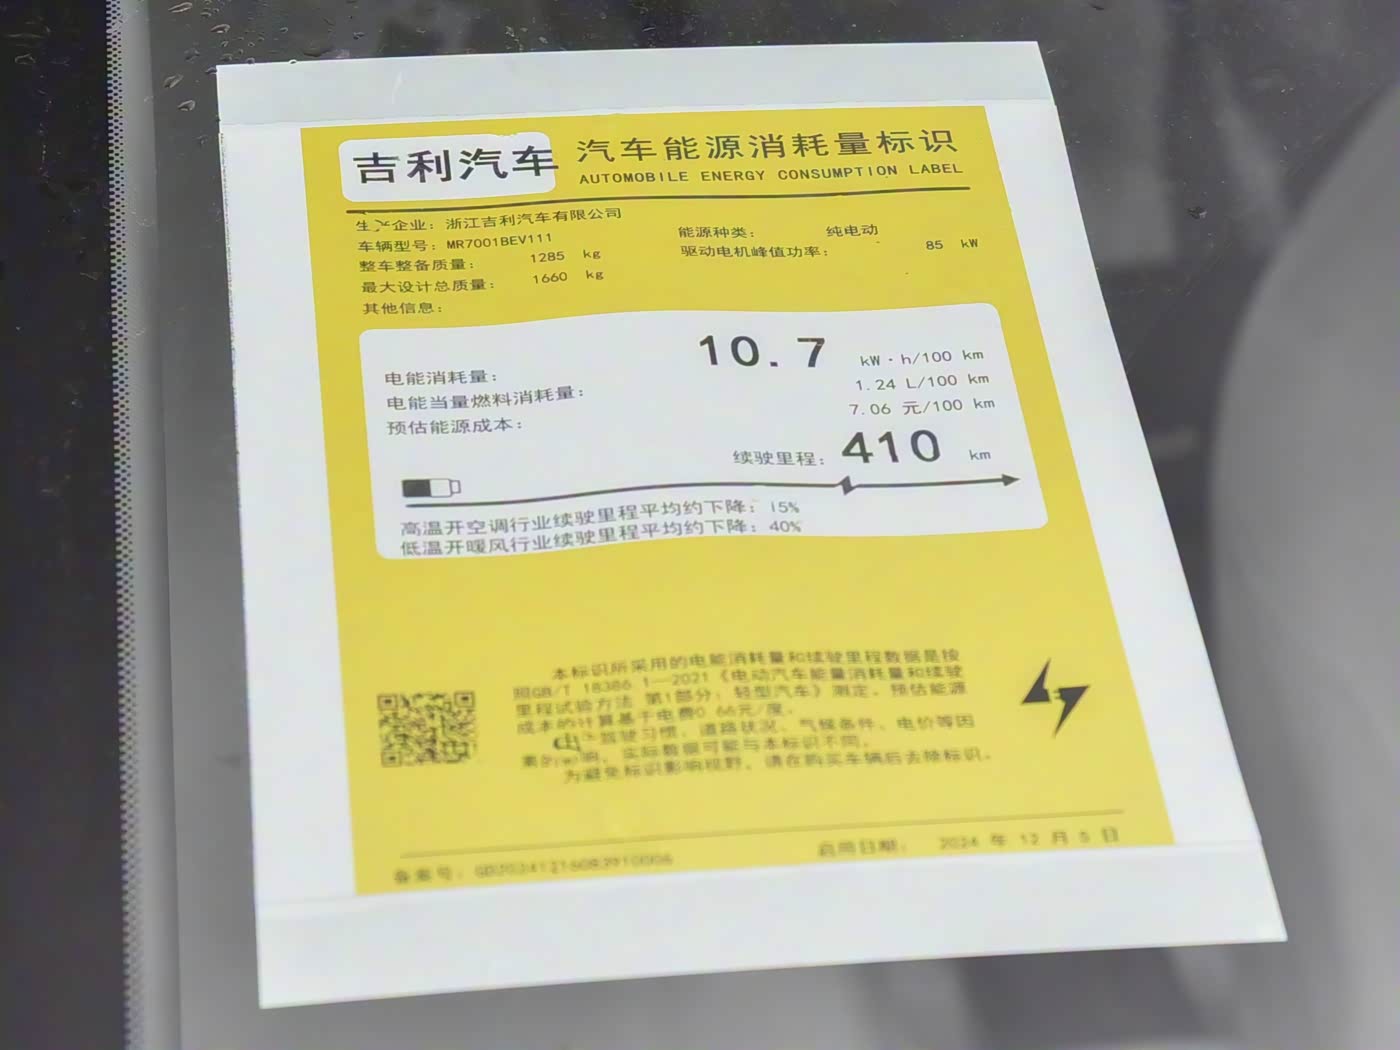 吉利汽车 汽车能源消耗量标识
AUTOMOBILE ENERGY CONSUMPTION LABEL
生产企业：浙江吉利汽车有限公司
车辆型号：MR7001BEV111
能源种类： 纯电动
整车整备质量： 1285 kg
驱动电机峰值功率： 85 kW
最大设计总质量： 1660 kg
其他信息：
电能消耗量： 10.7 kW·h/100 km
电能当量燃料消耗量： 1.24 L/100 km
预估能源成本： 7.06 元/100 km
续驶里程： 410 km
高温开空调行业续驶里程平均约下降：15%
低温开暖风行业续驶里程平均约下降：40%
本标识所采用的电能消耗量和续驶里程数据是按
照GB/T 18386.1—2021《电动汽车能量消耗量和续驶
里程试验方法 第1部分：轻型汽车》测定。预估能源
成本的计算基于电费0.66元/度。
驾驶习惯、道路状况、气候条件、电价等因
素的影响，实际数据可能与本标识不同。
为避免标识影响视野，请在购买车辆后去除标识。
备案号：
启用日期： 2024 年 12 月 5 日